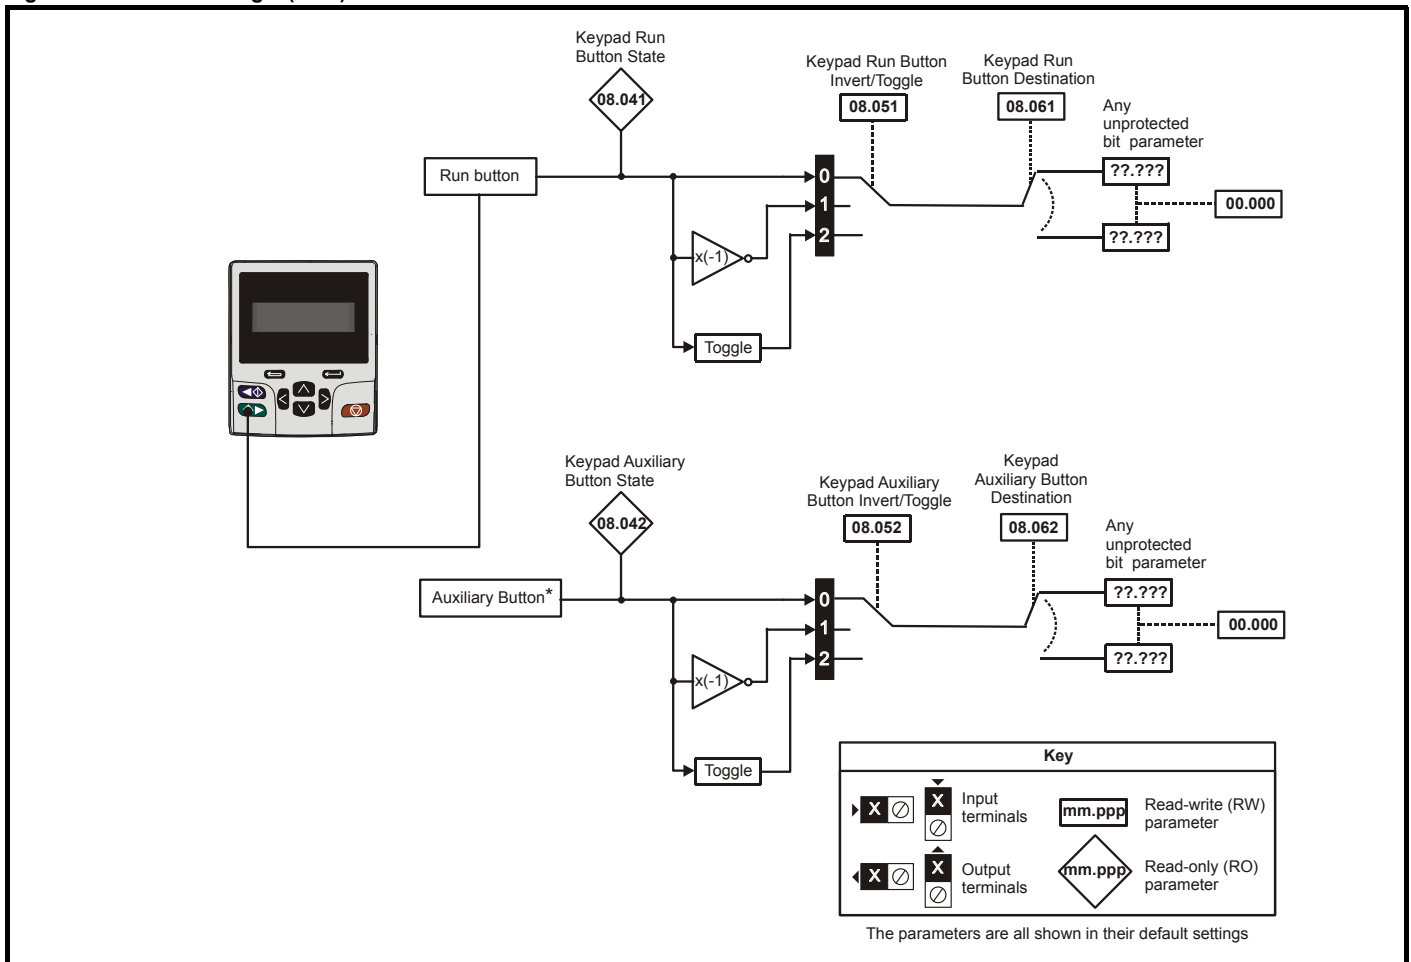 Keypad Run
Button State
08.041
Keypad Run Button
Invert/Toggle
08.051
Keypad Run
Button Destination
08.061
Any
unprotected
bit parameter
??.???
00.000
??.???
Run button
0
1
2
x(-1)
Toggle
Keypad Auxiliary
Button State
08.042
Keypad Auxiliary
Button Invert/Toggle
08.052
Keypad
Auxiliary Button
Destination
08.062
Any
unprotected
bit parameter
??.???
00.000
??.???
Auxiliary Button*
0
1
2
x(-1)
Toggle
Key
X
X
Input
terminals
mm.ppp
Read-write (RW)
parameter
X
X
Output
terminals
mm.ppp
Read-only (RO)
parameter
The parameters are all shown in their default settings